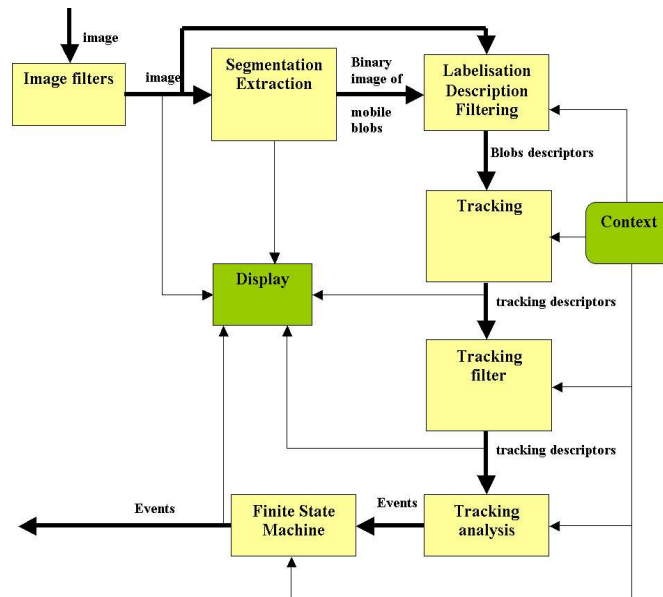 image
Image filters
image
Segmentation
Extraction
Binary
image of
mobile
blobs
Labelisation
Description
Filtering
Blobs descriptors
Tracking
Context
Display
tracking descriptors
Tracking
filter
tracking descriptors
Events
Finite State
Machine
Events
Tracking
analysis